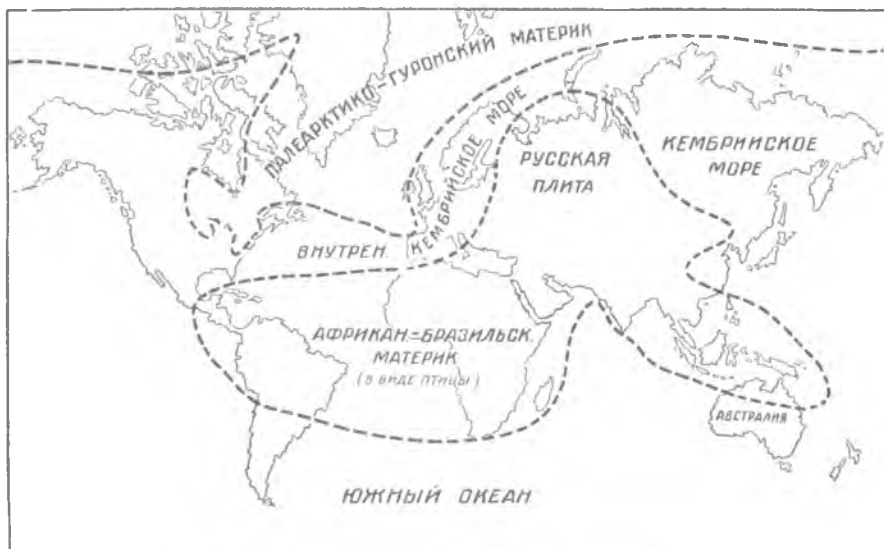 ПАЛЕАРКТИКО-ГУРОНСКИЙ МАТЕРИК
КЕМБРИЙСКОЕ МОРЕ
РУССКАЯ
ПЛИТА
КЕМБРИЙСКОЕ
МОРЕ
ВНУТРЕН.
АФРИКАН.-БРАЗИЛЬСК.
МАТЕРИК
(В ВИДЕ ПТИЦЫ)
АВСТРАЛИЯ
ЮЖНЫЙ ОКЕАН